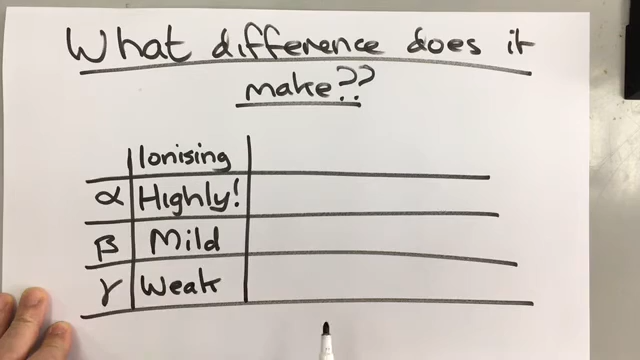 What difference does it
make??
Ionising
α Highly!
β Mild
γ Weak